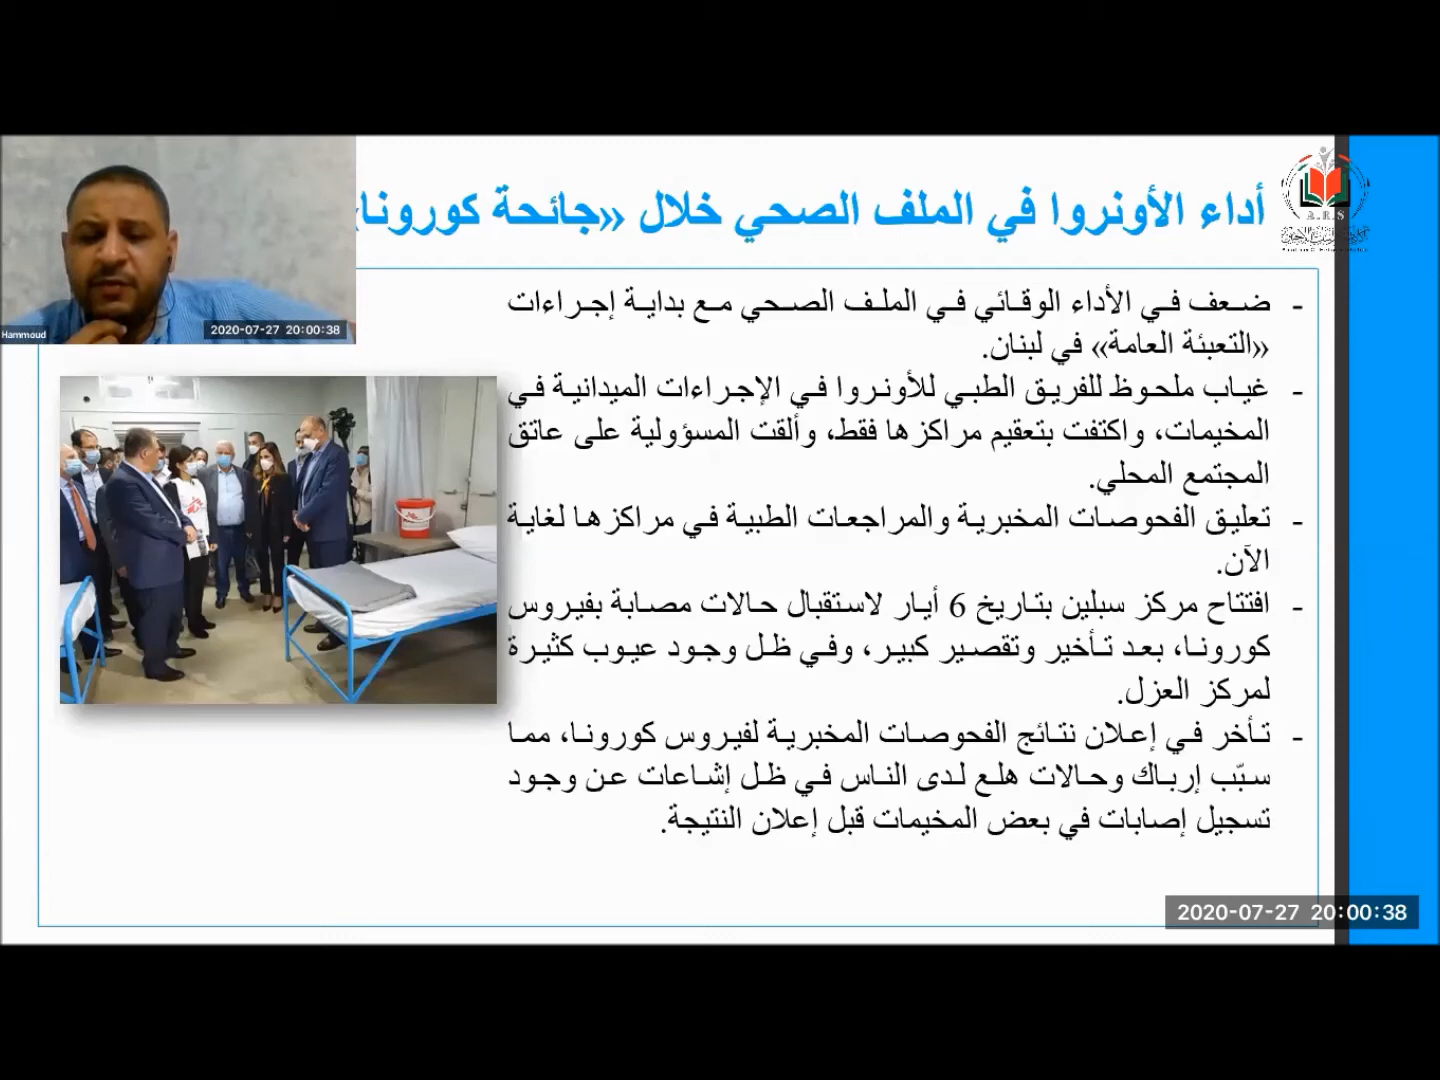 أداء الأونروا في الملف الصحي خلال «جائحة كورونا»
A.R.S
Hammoud
2020-07-27 20:00:38
- ضعف في الأداء الوقائي في الملف الصحي مع بداية إجراءات
«التعبئة العامة» في لبنان.
- غياب ملحوظ للفريق الطبي للأونروا في الإجراءات الميدانية في
المخيمات، واكتفت بتعقيم مراكزها فقط، وألقت المسؤولية على عاتق
المجتمع المحلي.
- تعليق الفحوصات المخبرية والمراجعات الطبية في مراكزها لغاية
الآن.
- افتتاح مركز سبلين بتاريخ 6 أيار لاستقبال حالات مصابة بفيروس
كورونا، بعد تأخير وتقصير كبير، وفي ظل وجود عيوب كثيرة
لمركز العزل.
- تأخر في إعلان نتائج الفحوصات المخبرية لفيروس كورونا، مما
سبّب إرباك وحالات هلع لدى الناس في ظل إشاعات عن وجود
تسجيل إصابات في بعض المخيمات قبل إعلان النتيجة.
2020-07-27 20:00:38